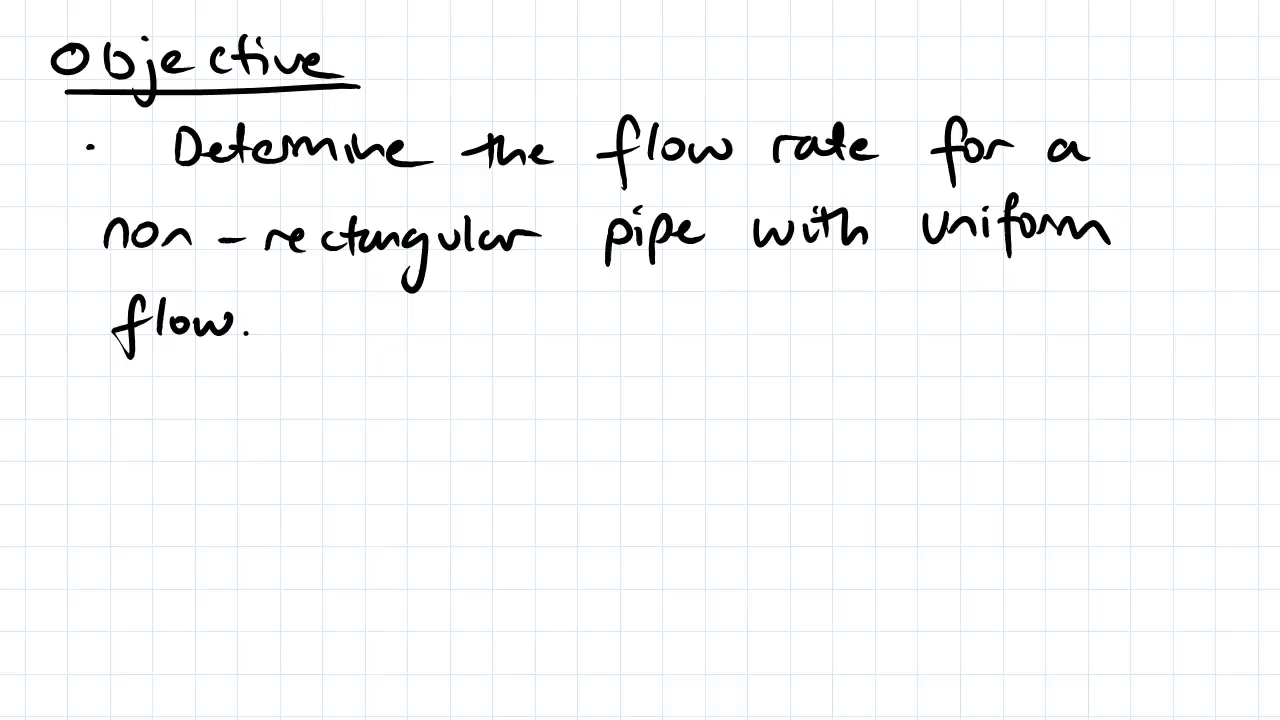 Objective
· Determine the flow rate for a
non-rectangular pipe with uniform
flow.